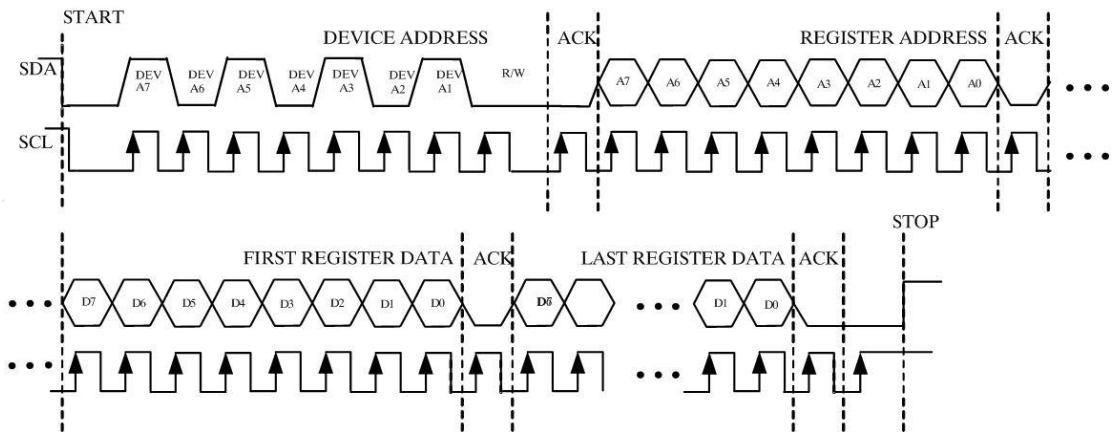 START
DEVICE ADDRESS ACK REGISTER ADDRESS ACK
SDA DEV A7 DEV A6 DEV A5 DEV A4 DEV A3 DEV A2 DEV A1 R/W A7 A6 A5 A4 A3 A2 A1 A0
SCL
STOP
FIRST REGISTER DATA ACK LAST REGISTER DATA ACK
D7 D6 D5 D4 D3 D2 D1 D0 D1 D0